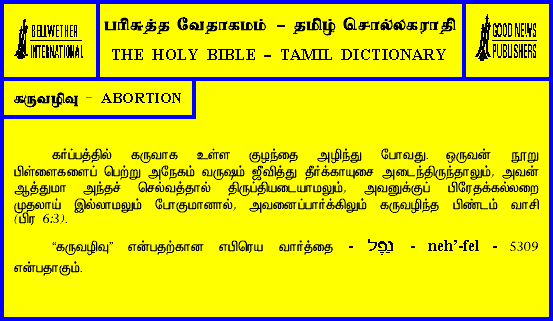 BELLWETHER
INTERNATIONAL
பரிசுத்த வேதாகமம் – தமிழ் சொல்லகராதி
THE HOLY BIBLE – TAMIL DICTIONARY
GOOD NEWS
PUBLISHERS
கருவழிவு – ABORTION
கர்ப்பத்தில் கருவாக உள்ள குழந்தை அழிந்து போவது. ஒருவன் நூறு
பிள்ளைகளைப் பெற்று அநேகம் வருஷம் ஜீவித்து தீர்க்காயுசை அடைந்திருந்தாலும், அவன்
ஆத்துமா அந்தச் செல்வத்தால் திருப்தியடையாமலும், அவனுக்குப் பிரேதக்கல்லறை
முதலாய் இல்லாமலும் போகுமானால், அவனைப்பார்க்கிலும் கருவழிந்த பிண்டம் வாசி
(பிர 6:3).
“கருவழிவு” என்பதற்கான எபிரெய வார்த்தை - נֵפֶל - neh’-fel - 5309
என்பதாகும்.